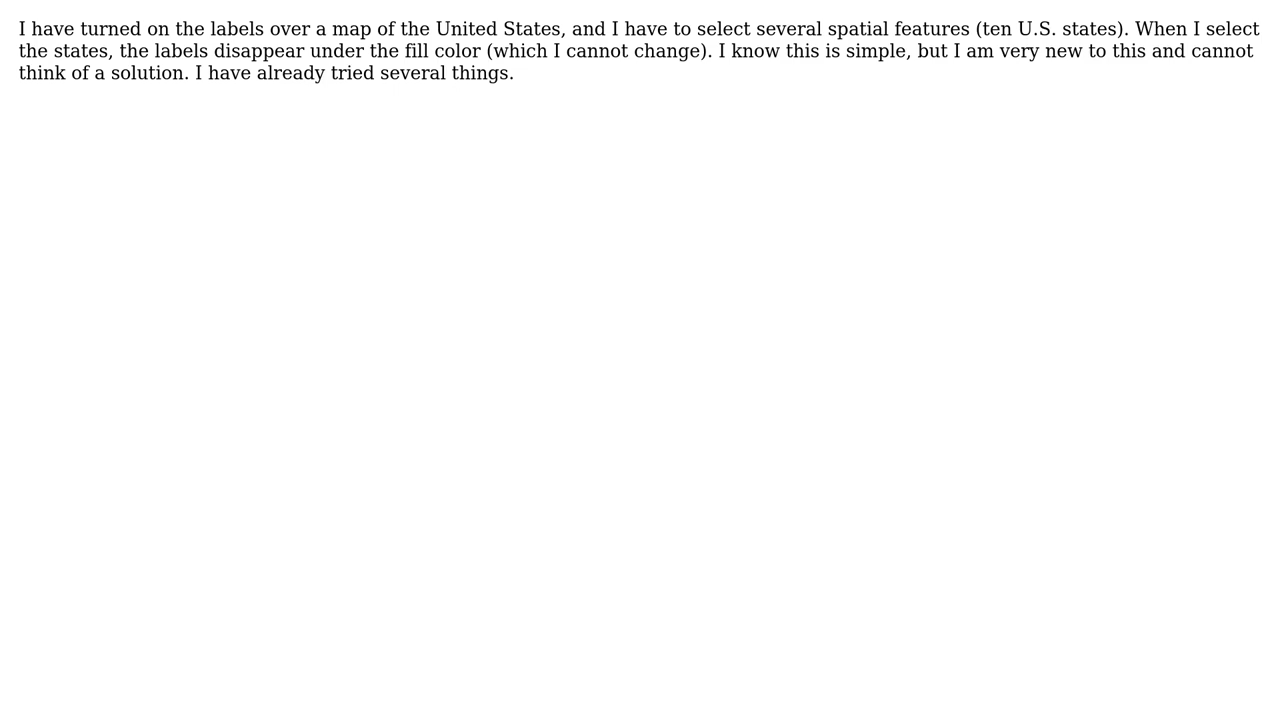 I have turned on the labels over a map of the United States, and I have to select several spatial features (ten U.S. states). When I select
the states, the labels disappear under the fill color (which I cannot change). I know this is simple, but I am very new to this and cannot
think of a solution. I have already tried several things.